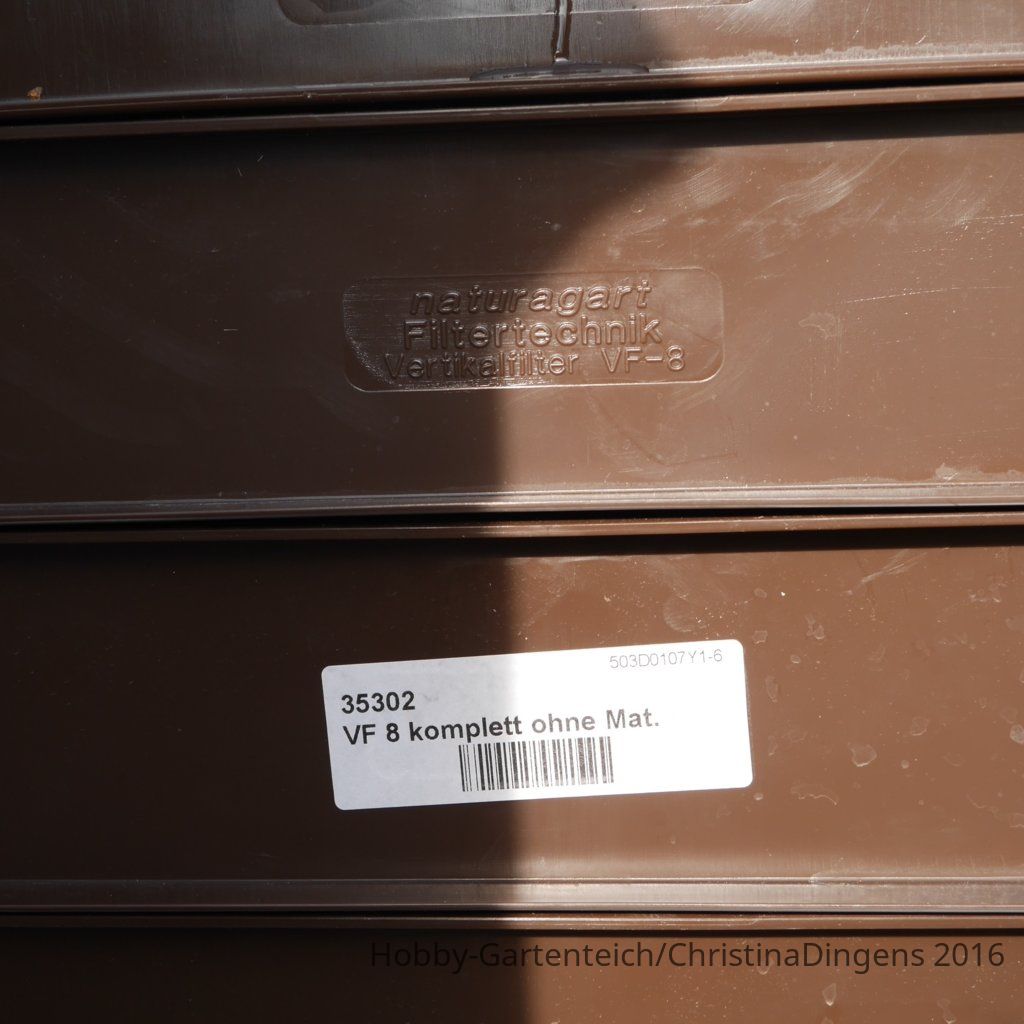 naturagart
Filtertechnik
Vertikalfilter VF-8
503D0107Y1-6
35302
VF 8 komplett ohne Mat.
Hobby-Gartenteich/ChristinaDingens 2016